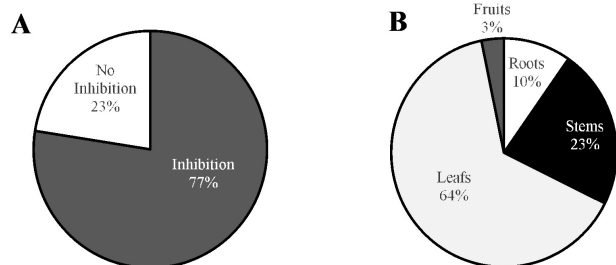 A
No
Inhibition
23%
Inhibition
77%
B
Fruits
3%
Roots
10%
Stems
23%
Leafs
64%